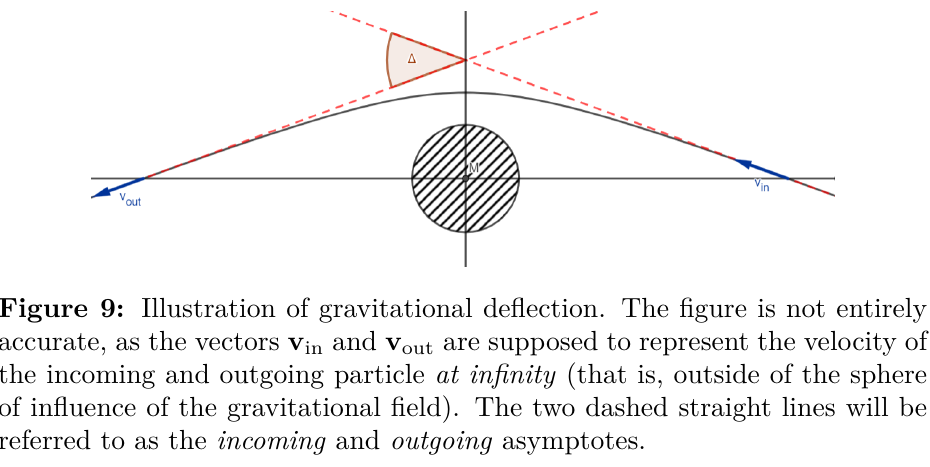 Δ
M
v_in
v_out
Figure 9: Illustration of gravitational deflection. The figure is not entirely
accurate, as the vectors v_in and v_out are supposed to represent the velocity of
the incoming and outgoing particle at infinity (that is, outside of the sphere
of influence of the gravitational field). The two dashed straight lines will be
referred to as the incoming and outgoing asymptotes.